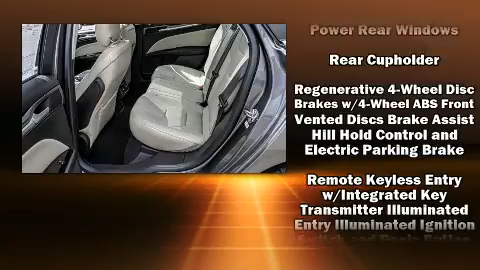 Power Rear Windows
Rear Cupholder
Regenerative 4-Wheel Disc
Brakes w/4-Wheel ABS Front
Vented Discs Brake Assist
Hill Hold Control and
Electric Parking Brake
Remote Keyless Entry
w/Integrated Key
Transmitter Illuminated
Entry Illuminated Ignition